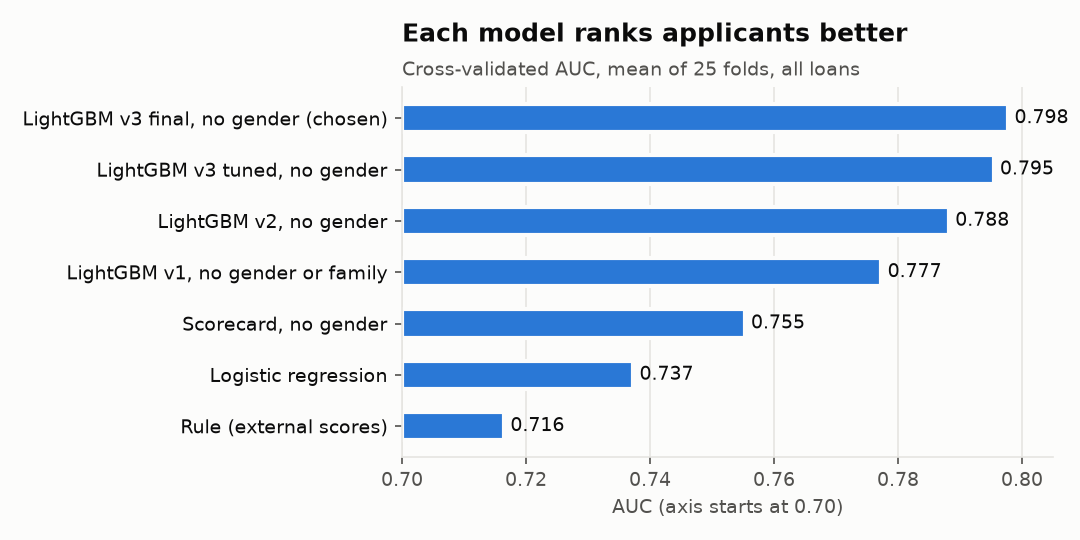 Each model ranks applicants better
Cross-validated AUC, mean of 25 folds, all loans
LightGBM v3 final, no gender (chosen) 0.798
LightGBM v3 tuned, no gender 0.795
LightGBM v2, no gender 0.788
LightGBM v1, no gender or family 0.777
Scorecard, no gender 0.755
Logistic regression 0.737
Rule (external scores) 0.716
0.70 0.72 0.74 0.76 0.78 0.80
AUC (axis starts at 0.70)